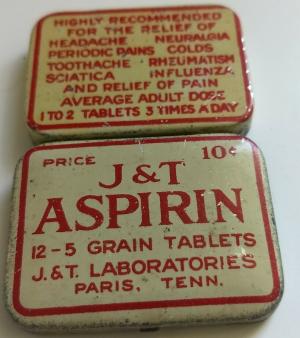 HIGHLY RECOMMENDED
FOR THE RELIEF OF
HEADACHE NEURALGIA
PERIODIC PAINS COLDS
TOOTHACHE RHEUMATISM
SCIATICA INFLUENZA
AND RELIEF OF PAIN
AVERAGE ADULT DOSE
1 TO 2 TABLETS 3 TIMES A DAY
PRICE 10¢
J&T
ASPIRIN
12-5 GRAIN TABLETS
J.&T. LABORATORIES
PARIS, TENN.